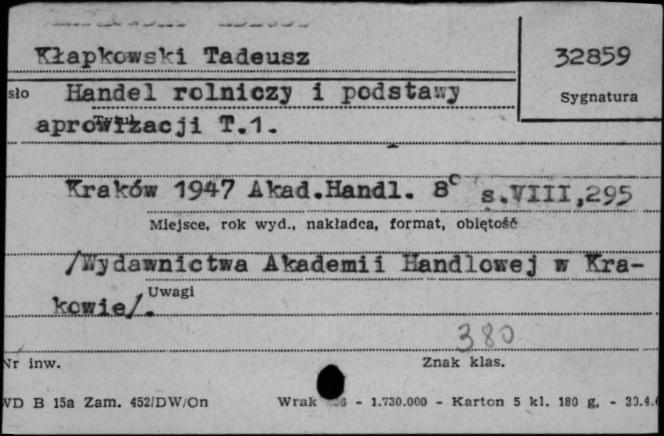 Kłapkowski Tadeusz
32859
Sygnatura
sło Handel rolniczy i podstawy
Tytuł
aprowizacji T.1.
Kraków 1947 Akad.Handl. 8° s.VIII,295
Miejsce, rok wyd., nakładca, format, objętość
/Wydawnictwa Akademii Handlowej w Kra-
Uwagi
kowie/.
380
Nr inw. Znak klas.
WD B 15a Zam. 452/DW/On Wrak - 1.730.000 - Karton 5 kl. 180 g. -